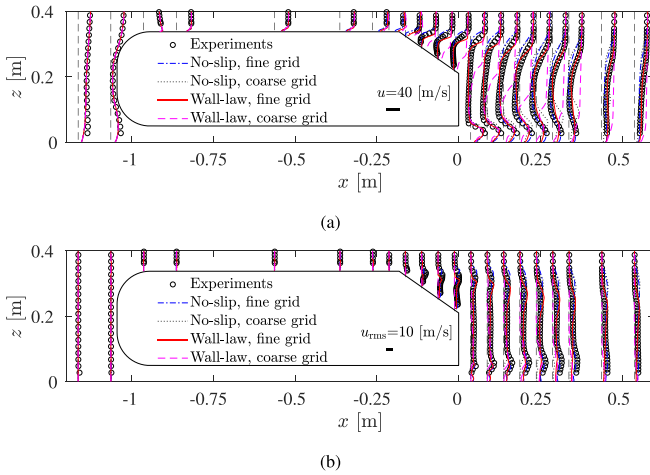 0.4
Experiments
No-slip, fine grid
No-slip, coarse grid
Wall-law, fine grid
Wall-law, coarse grid
u=40 [m/s]
z [m]
0.2
0
-1 -0.75 -0.5 -0.25 0 0.25 0.5
x [m]
(a)
0.4
Experiments
No-slip, fine grid
No-slip, coarse grid
Wall-law, fine grid
Wall-law, coarse grid
urms=10 [m/s]
z [m]
0.2
0
-1 -0.75 -0.5 -0.25 0 0.25 0.5
x [m]
(b)